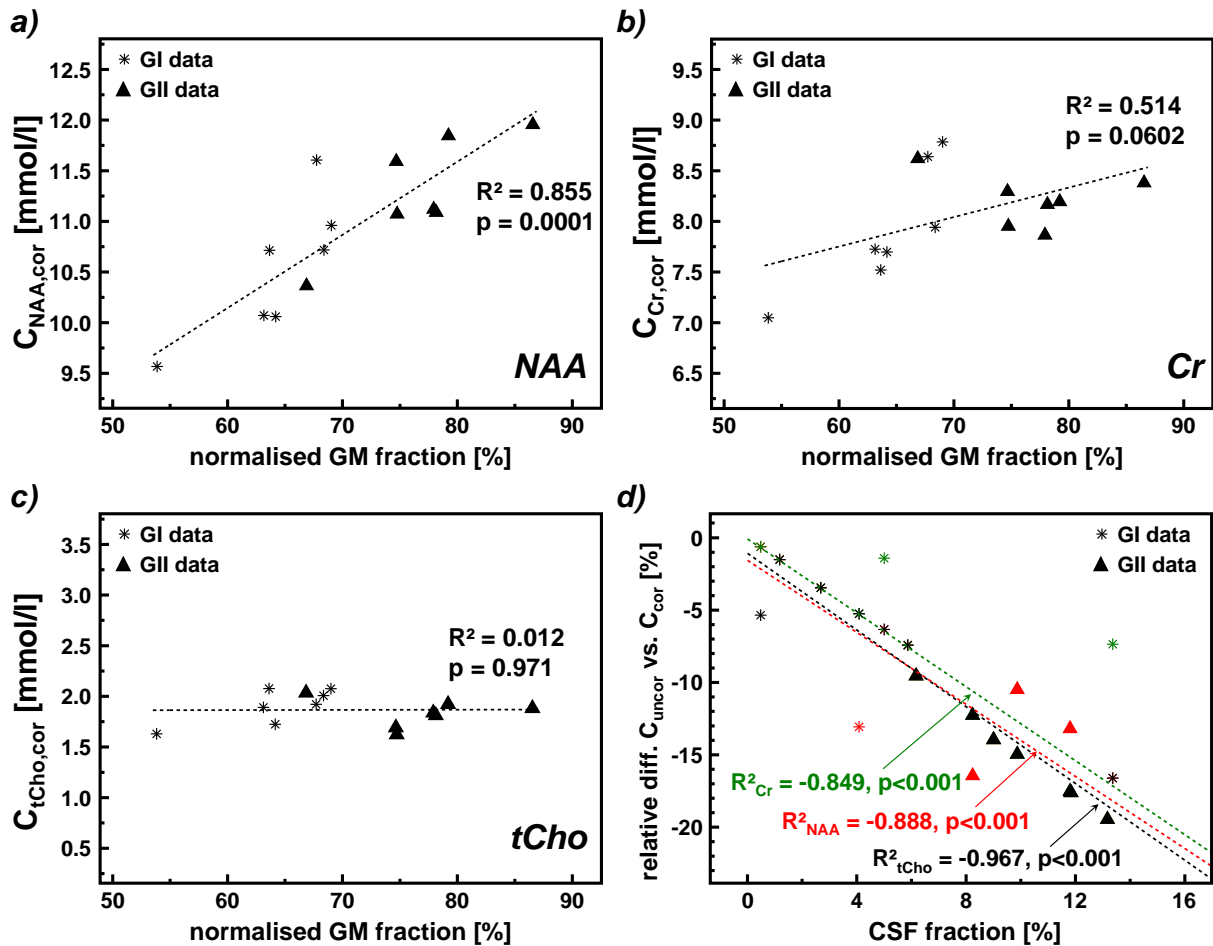 a)
GI data
GII data
12.5
12.0
11.5
11.0
10.5
10.0
9.5
C_NAA,cor [mmol/l]
R² = 0.855
p = 0.0001
NAA
50 60 70 80 90
normalised GM fraction [%]
b)
GI data
GII data
9.5
9.0
8.5
8.0
7.5
7.0
6.5
C_Cr,cor [mmol/l]
R² = 0.514
p = 0.0602
Cr
50 60 70 80 90
normalised GM fraction [%]
c)
GI data
GII data
3.5
3.0
2.5
2.0
1.5
1.0
0.5
C_tCho,cor [mmol/l]
R² = 0.012
p = 0.971
tCho
50 60 70 80 90
normalised GM fraction [%]
d)
GI data
GII data
0
-5
-10
-15
-20
relative diff. C_uncor vs. C_cor [%]
R²_Cr = -0.849, p<0.001
R²_NAA = -0.888, p<0.001
R²_tCho = -0.967, p<0.001
0 4 8 12 16
CSF fraction [%]